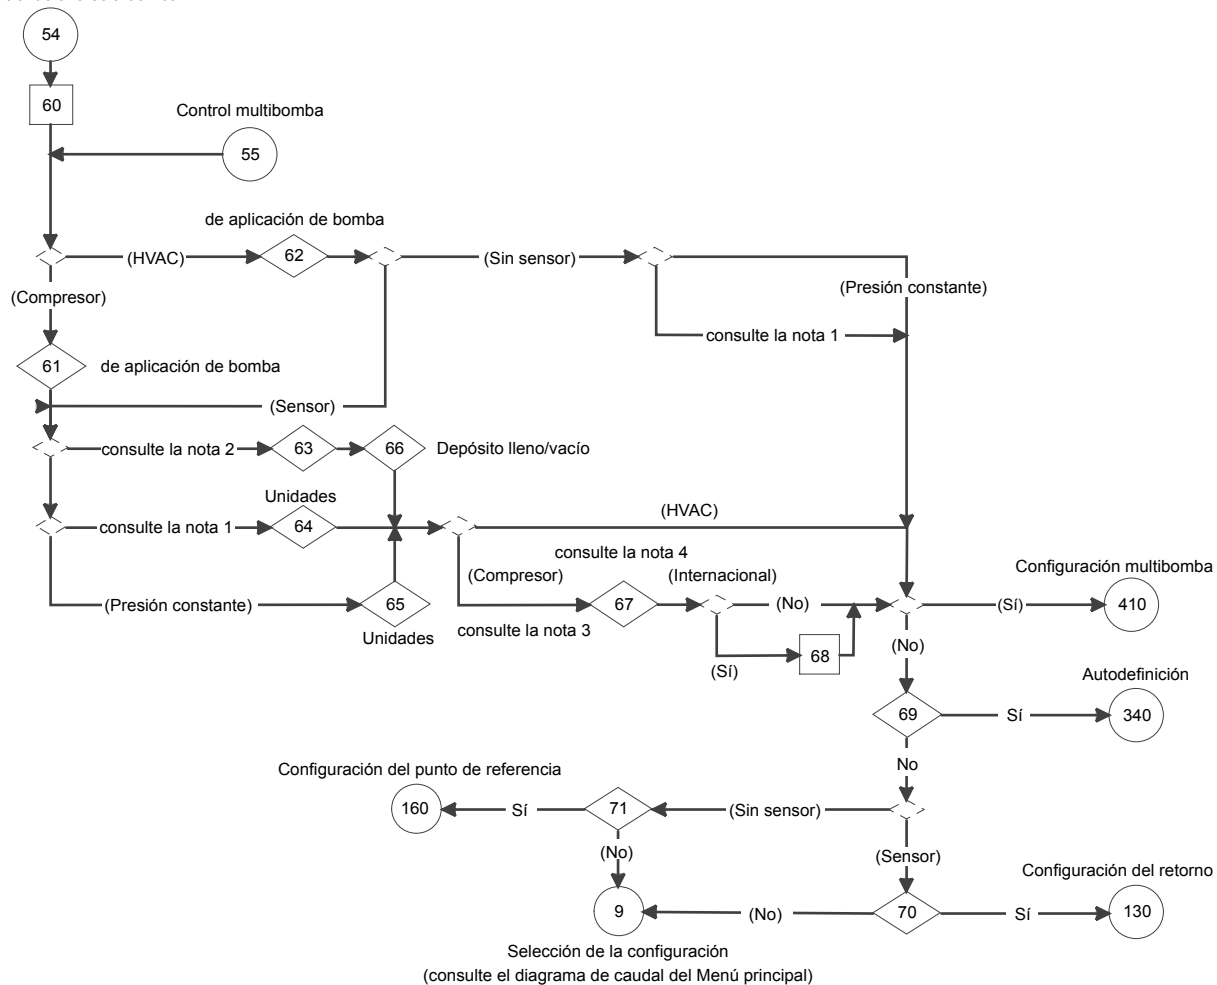 54
60
Control multibomba
55
de aplicación de bomba
(HVAC)
62
(Sin sensor)
(Compresor)
(Presión constante)
consulte la nota 1
61
de aplicación de bomba
(Sensor)
consulte la nota 2
63
66
Depósito lleno/vacío
Unidades
consulte la nota 1
64
(HVAC)
consulte la nota 4
(Compresor)
(Internacional)
Configuración multibomba
(Presión constante)
65
67
(No)
(Sí)
410
Unidades
consulte la nota 3
(Sí)
68
(No)
Autodefinición
69
Sí
340
No
Configuración del punto de referencia
160
Sí
71
(Sin sensor)
(No)
(Sensor)
Configuración del retorno
9
(No)
70
Sí
130
Selección de la configuración
(consulte el diagrama de caudal del Menú principal)